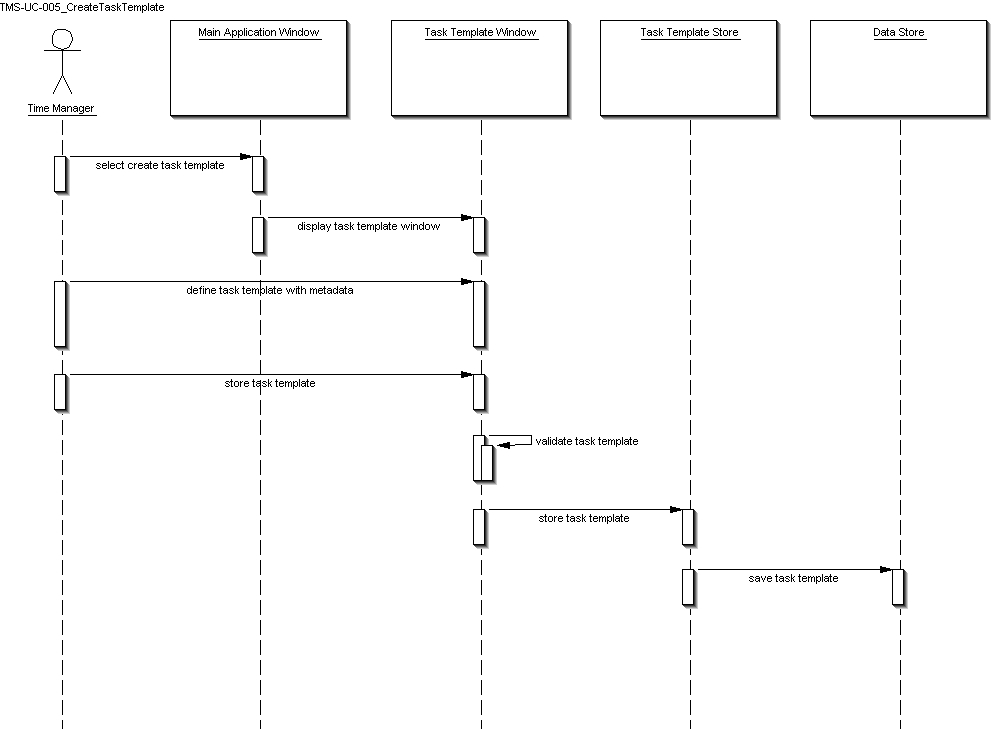 TMS-UC-005_CreateTaskTemplate
Main Application Window
Task Template Window
Task Template Store
Data Store
Time Manager
select create task template
display task template window
define task template with metadata
store task template
validate task template
store task template
save task template